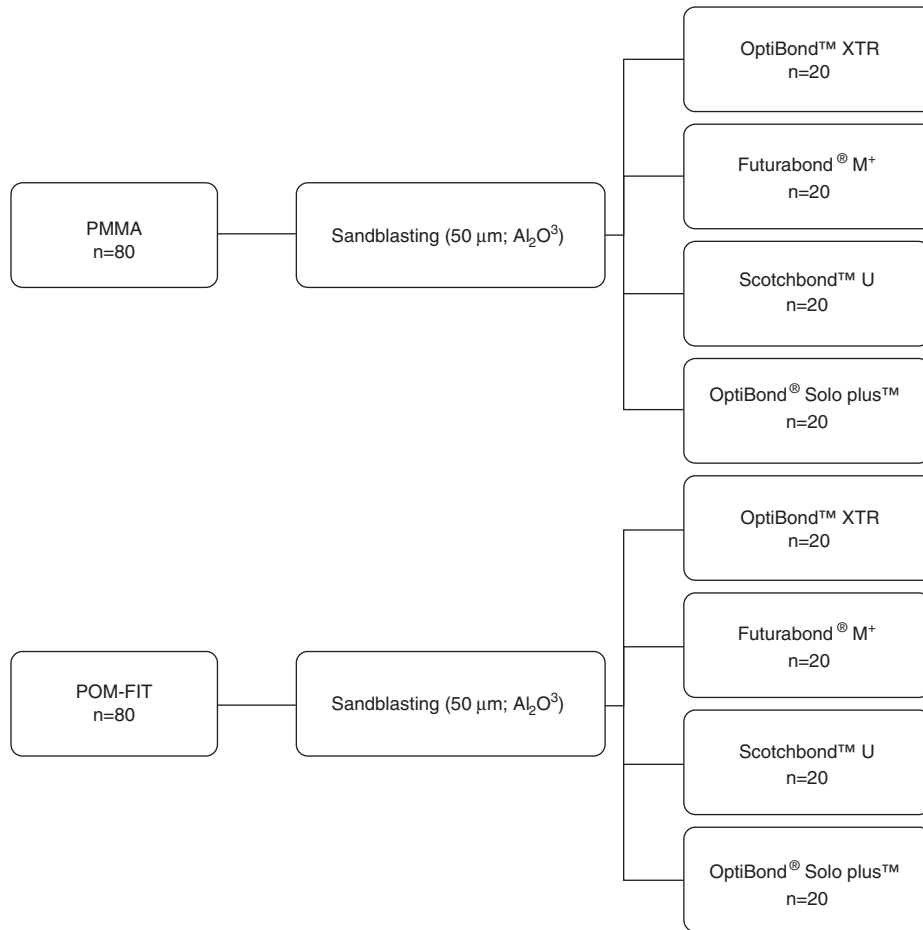 OptiBond™ XTR
n=20
Futurabond® M⁺
n=20
PMMA
n=80
Sandblasting (50 μm; Al₂O³)
Scotchbond™ U
n=20
OptiBond® Solo plus™
n=20
OptiBond™ XTR
n=20
Futurabond® M⁺
n=20
POM-FIT
n=80
Sandblasting (50 μm; Al₂O³)
Scotchbond™ U
n=20
OptiBond® Solo plus™
n=20